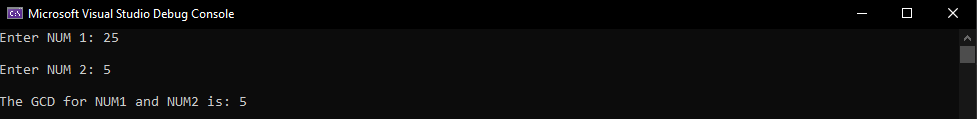 C:\ Microsoft Visual Studio Debug Console
Enter NUM 1: 25
Enter NUM 2: 5
The GCD for NUM1 and NUM2 is: 5